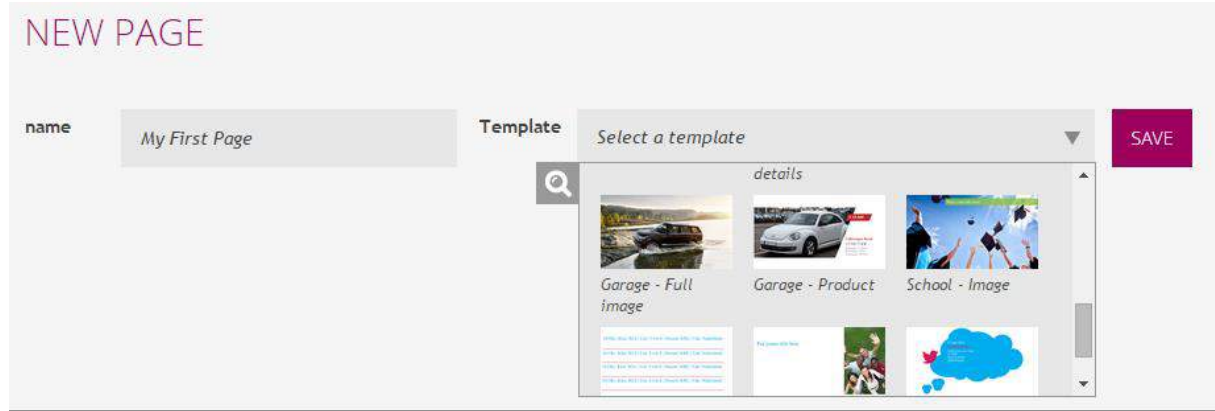 NEW PAGE
name
My First Page
Template
Select a template
SAVE
details
Garage - Full
image
Garage - Product
School - Image